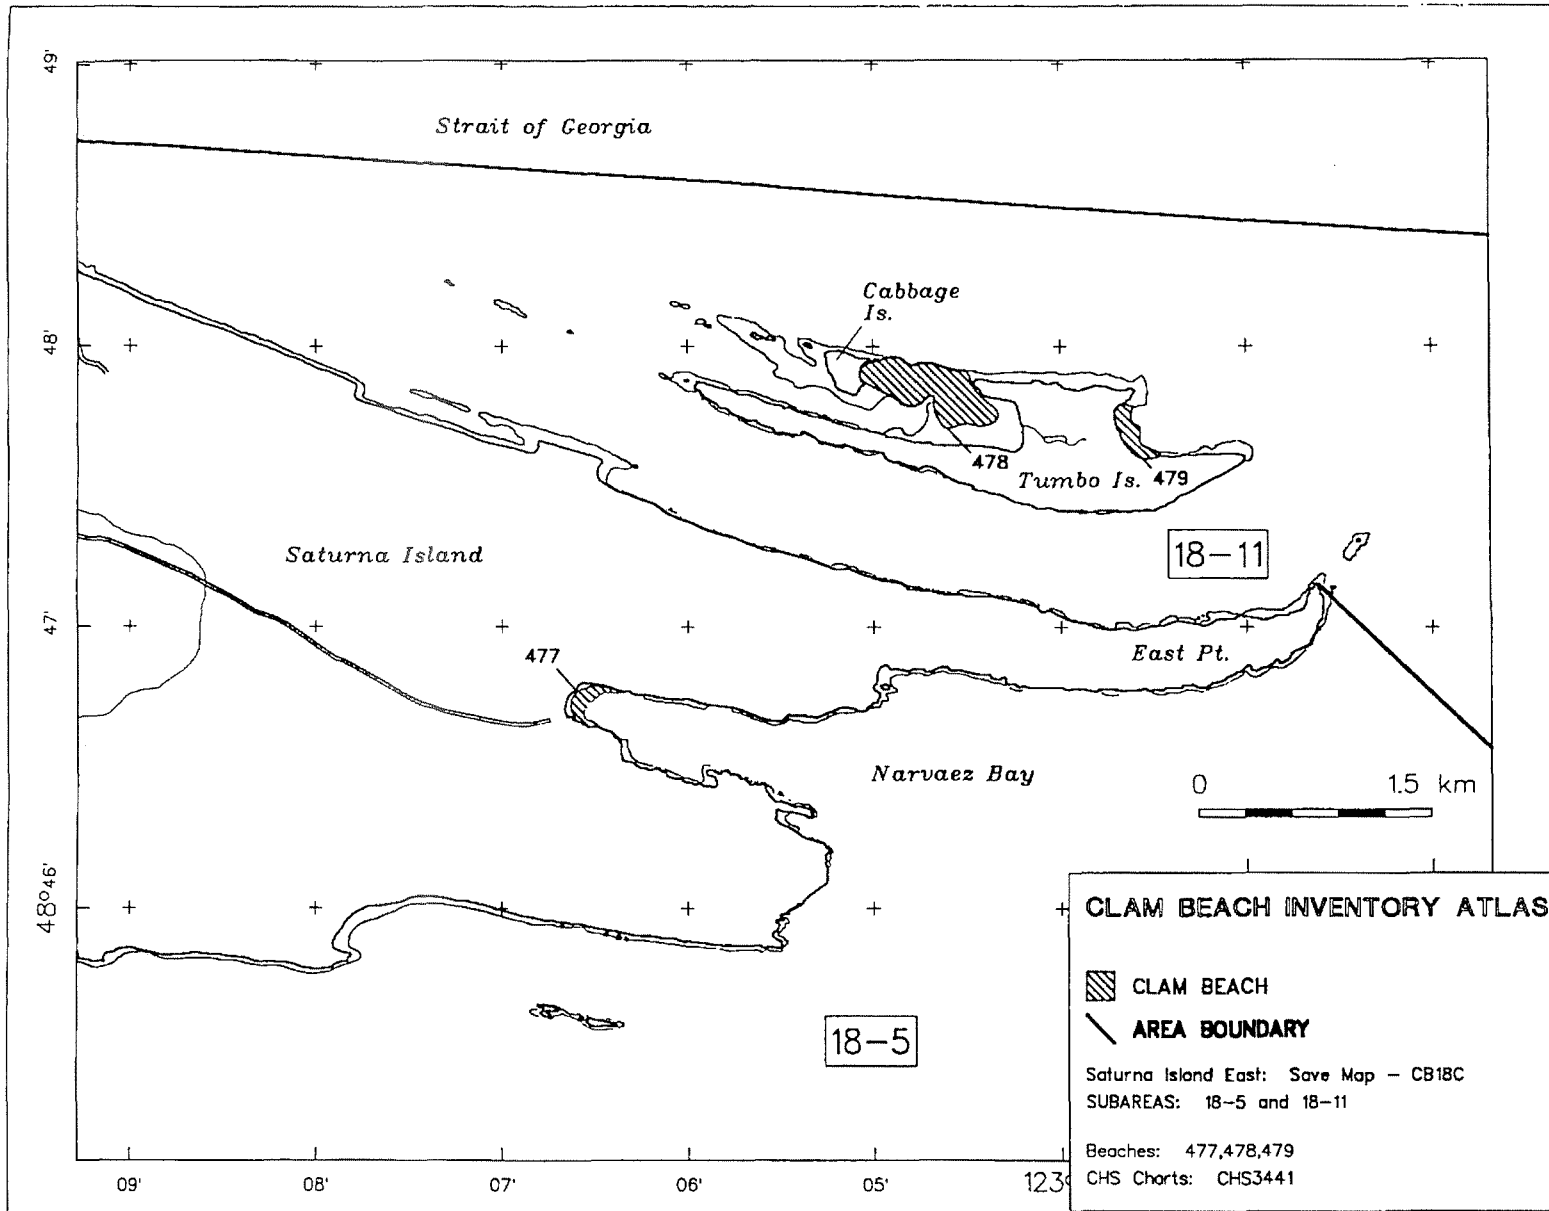 49'
Strait of Georgia
Cabbage
Is.
48'
478
Tumbo Is. 479
18-11
Saturna Island
47'
477
East Pt.
Narvaez Bay
0 1.5 km
48°46'
18-5
CLAM BEACH INVENTORY ATLAS
CLAM BEACH
AREA BOUNDARY
Saturna Island East: Save Map - CB18C
SUBAREAS: 18-5 and 18-11
Beaches: 477,478,479
CHS Charts: CHS3441
09' 08' 07' 06' 05' 123°